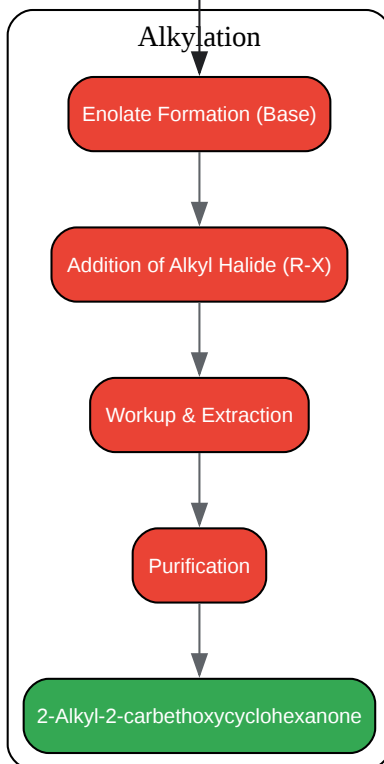 Alkylation
Enolate Formation (Base)
Addition of Alkyl Halide (R-X)
Workup & Extraction
Purification
2-Alkyl-2-carbethoxycyclohexanone